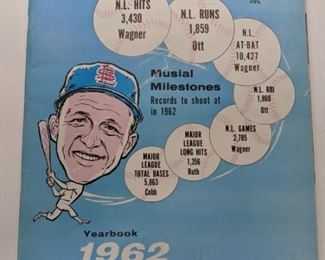 20c
N.L. HITS
3,430
Wagner
N.L. RUNS
1,859
Ott
N.L.
AT-BAT
10,427
Wagner
N.L. RBI
1,860
Ott
N.L. GAMES
2,785
Wagner
MAJOR
LEAGUE
LONG HITS
1,356
Ruth
MAJOR
LEAGUE
TOTAL BASES
5,863
Cobb
Musial
Milestones
Records to shoot at
in 1962
STL
Yearbook
1962